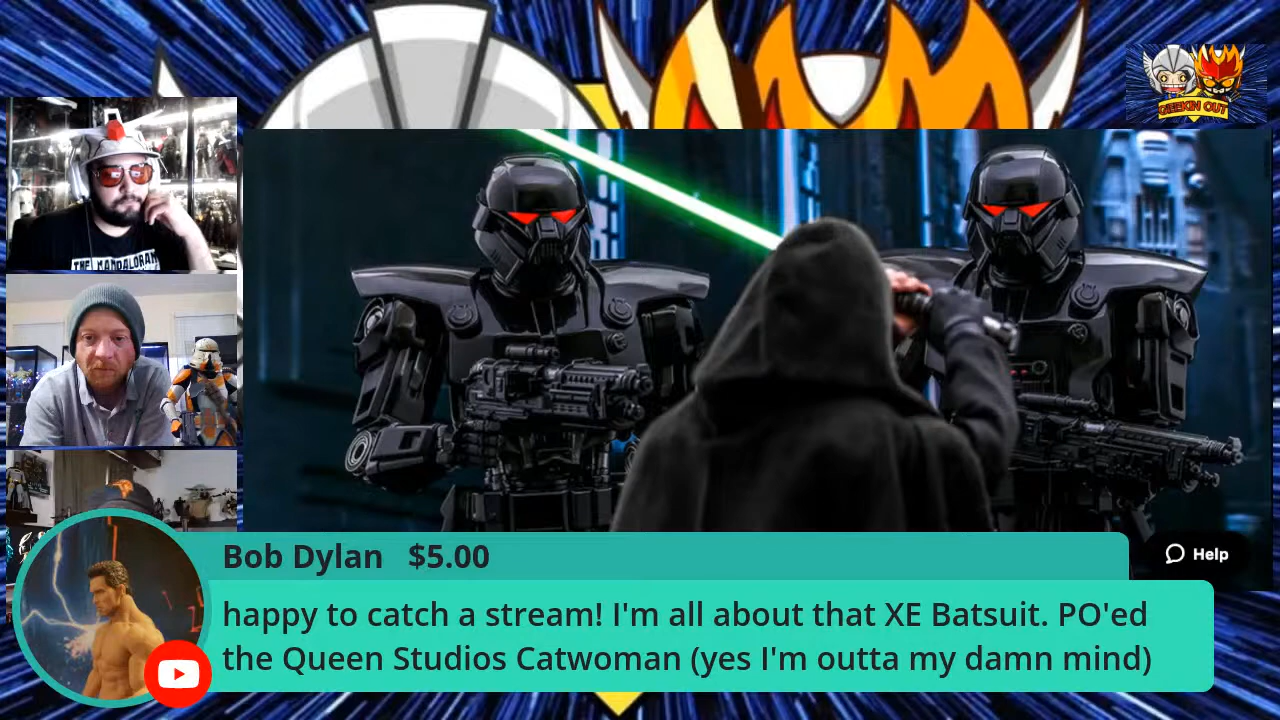 GEEKIN OUT
THE MANDALORIAN
Bob Dylan $5.00
happy to catch a stream! I'm all about that XE Batsuit. PO'ed
the Queen Studios Catwoman (yes I'm outta my damn mind)
Help